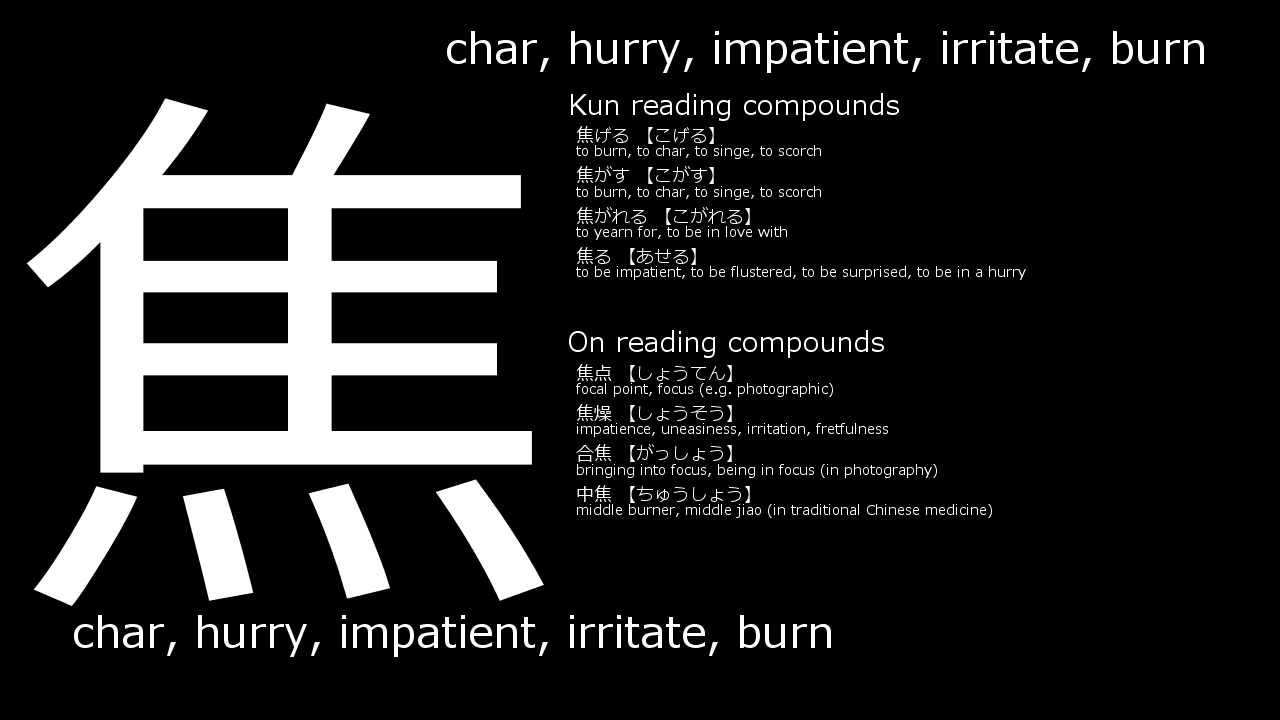 char, hurry, impatient, irritate, burn
焦
Kun reading compounds
焦げる 【こげる】
to burn, to char, to singe, to scorch
焦がす 【こがす】
to burn, to char, to singe, to scorch
焦がれる 【こがれる】
to yearn for, to be in love with
焦る 【あせる】
to be impatient, to be flustered, to be surprised, to be in a hurry
On reading compounds
焦点 【しょうてん】
focal point, focus (e.g. photographic)
焦燥 【しょうそう】
impatience, uneasiness, irritation, fretfulness
合焦 【がっしょう】
bringing into focus, being in focus (in photography)
中焦 【ちゅうしょう】
middle burner, middle jiao (in traditional Chinese medicine)
char, hurry, impatient, irritate, burn